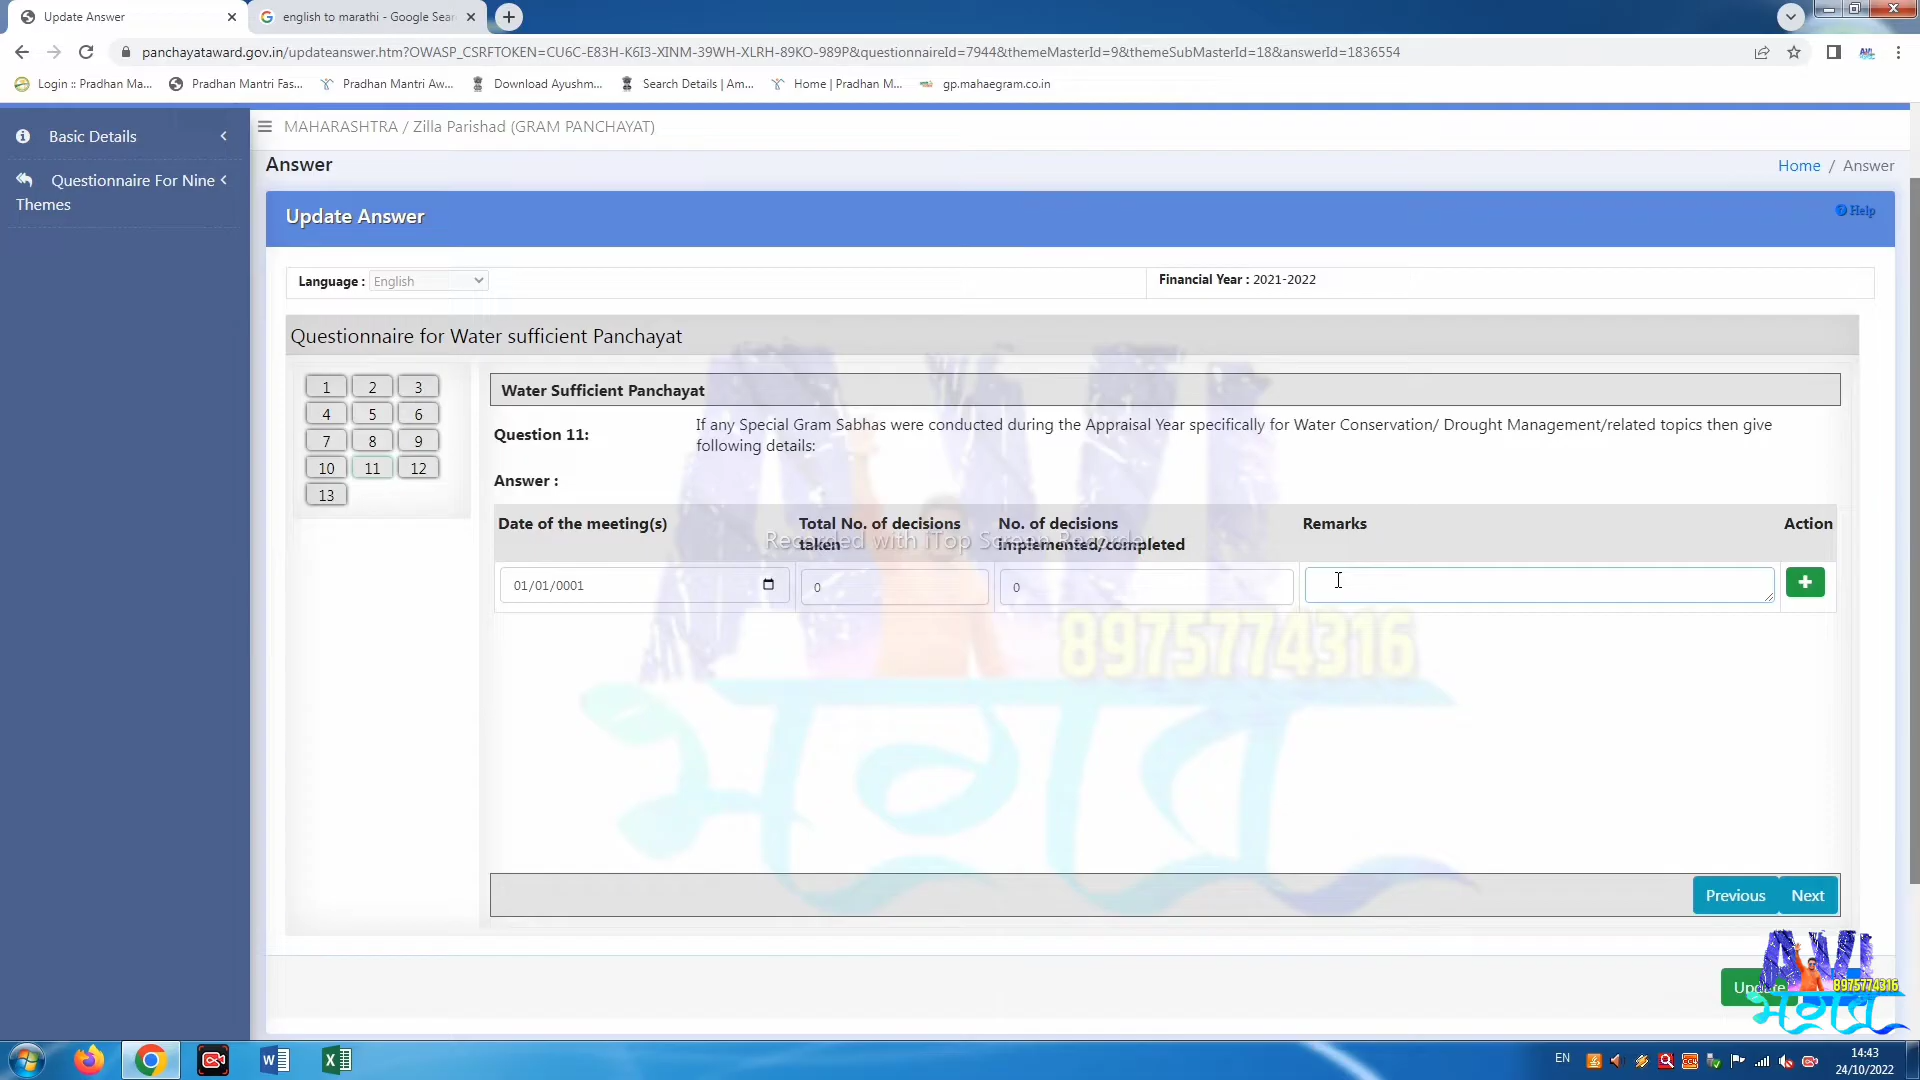 Update Answer
english to marathi - Google Sear
panchayataward.gov.in/updateanswer.htm?OWASP_CSRFTOKEN=CU6C-E83H-K6I3-XINM-39WH-XLRH-89KO-989P&questionnaireId=7944&themeMasterId=9&themeSubMasterId=18&answerId=1836554
Login :: Pradhan Ma...
Pradhan Mantri Fas...
Pradhan Mantri Aw...
Download Ayushm...
Search Details | Am...
Home | Pradhan M...
gp.mahaegram.co.in
Basic Details
Questionnaire For Nine
Themes
MAHARASHTRA / Zilla Parishad (GRAM PANCHAYAT)
Answer
Home / Answer
Update Answer
Help
Language : English
Financial Year : 2021-2022
Questionnaire for Water sufficient Panchayat
1 2 3
4 5 6
7 8 9
10 11 12
13
Water Sufficient Panchayat
Question 11:
If any Special Gram Sabhas were conducted during the Appraisal Year specifically for Water Conservation/ Drought Management/related topics then give
following details:
Answer :
Date of the meeting(s)
Total No. of decisions
taken
No. of decisions
implemented/completed
Remarks
Action
Recorded with iTop Screen Recorder
01/01/0001
0
0
AVI
8975774316
भगत
Previous
Next
Update
AVI
8975774316
भगत
EN
14:43
24/10/2022